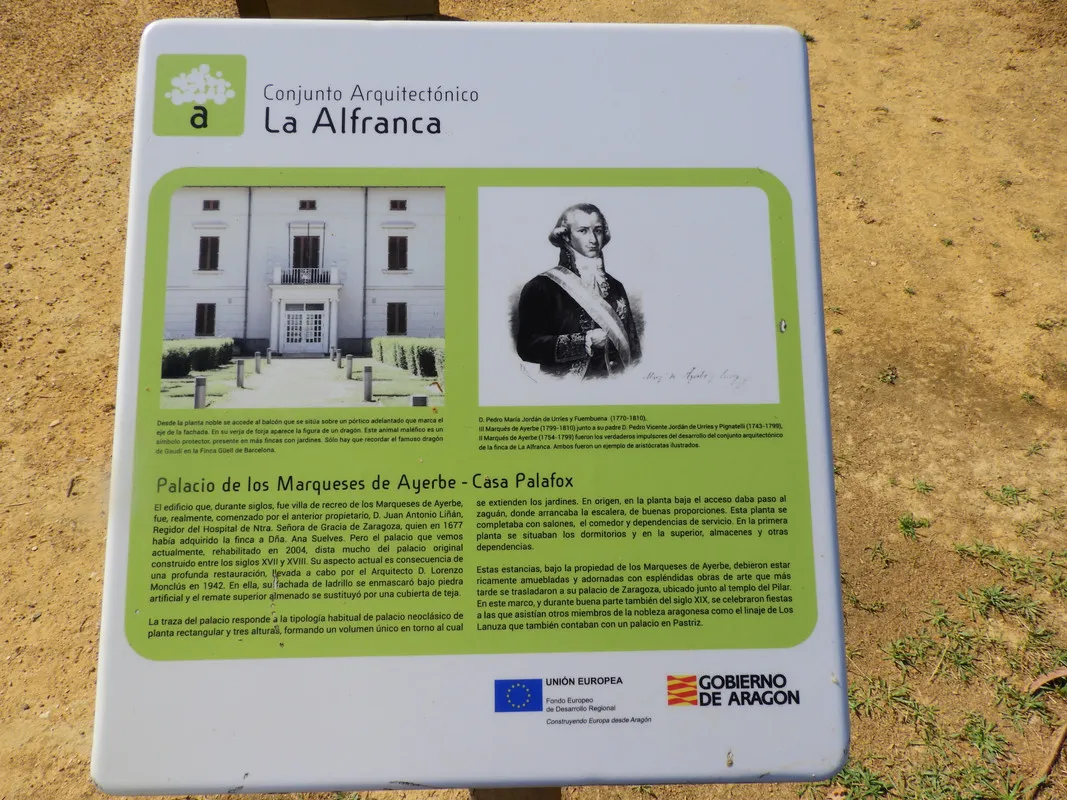 a
Conjunto Arquitectónico
La Alfranca
Desde la planta noble se accede al balcón que se sitúa sobre un pórtico adelantado que marca el
eje de la fachada. En su verja de forja aparece la figura de un dragón. Este animal maléfico es un
símbolo protector, presente en más fincas con jardines. Sólo hay que recordar el famoso dragón
de Gaudí en la Finca Güell de Barcelona.
D. Pedro María Jordán de Urríes y Fuembuena (1770-1810),
III Marqués de Ayerbe (1799-1810) junto a su padre D. Pedro Vicente Jordán de Urríes y Pignatelli (1743-1799),
II Marqués de Ayerbe (1754-1799) fueron los verdaderos impulsores del desarrollo del conjunto arquitectónico
de la finca de La Alfranca. Ambos fueron un ejemplo de aristócratas ilustrados.
Palacio de los Marqueses de Ayerbe - Casa Palafox
El edificio que, durante siglos, fue villa de recreo de los Marqueses de Ayerbe,
fue, realmente, comenzado por el anterior propietario, D. Juan Antonio Liñán,
Regidor del Hospital de Ntra. Señora de Gracia de Zaragoza, quien en 1677
había adquirido la finca a Dña. Ana Suelves. Pero el palacio que vemos
actualmente, rehabilitado en 2004, dista mucho del palacio original
construido entre los siglos XVII y XVIII. Su aspecto actual es consecuencia de
una profunda restauración, llevada a cabo por el Arquitecto D. Lorenzo
Monclús en 1942. En ella, su fachada de ladrillo se enmascaró bajo piedra
artificial y el remate superior almenado se sustituyó por una cubierta de teja.
La traza del palacio responde a la tipología habitual de palacio neoclásico de
planta rectangular y tres alturas, formando un volumen único en torno al cual
se extienden los jardines. En origen, en la planta baja el acceso daba paso al
zaguán, donde arrancaba la escalera, de buenas proporciones. Esta planta se
completaba con salones, el comedor y dependencias de servicio. En la primera
planta se situaban los dormitorios y en la superior, almacenes y otras
dependencias.
Estas estancias, bajo la propiedad de los Marqueses de Ayerbe, debieron estar
ricamente amuebladas y adornadas con espléndidas obras de arte que más
tarde se trasladaron a su palacio de Zaragoza, ubicado junto al templo del Pilar.
En este marco, y durante buena parte también del siglo XIX, se celebraron fiestas
a las que asistían otros miembros de la nobleza aragonesa como el linaje de Los
Lanuza que también contaban con un palacio en Pastriz.
UNIÓN EUROPEA
Fondo Europeo
de Desarrollo Regional
Construyendo Europa desde Aragón
GOBIERNO
DE ARAGON